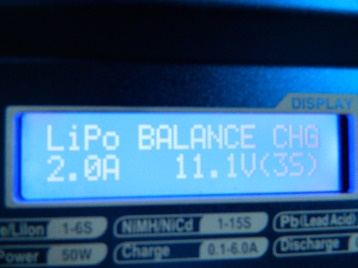 DISPLAY
LiPo BALANCE CHG
2.0A 11.1V(3S)
e/LiIon 1-6S NiMH/NiCd 1-15S Pb(Lead Acid)
Power 50W Charge 0.1-6.0A Discharge